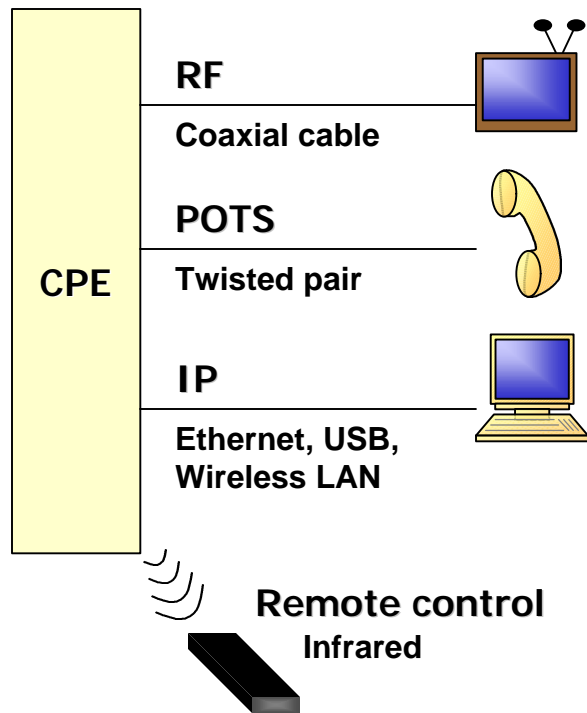 RF
Coaxial cable
POTS
CPE
Twisted pair
IP
Ethernet, USB,
Wireless LAN
Remote control
Infrared